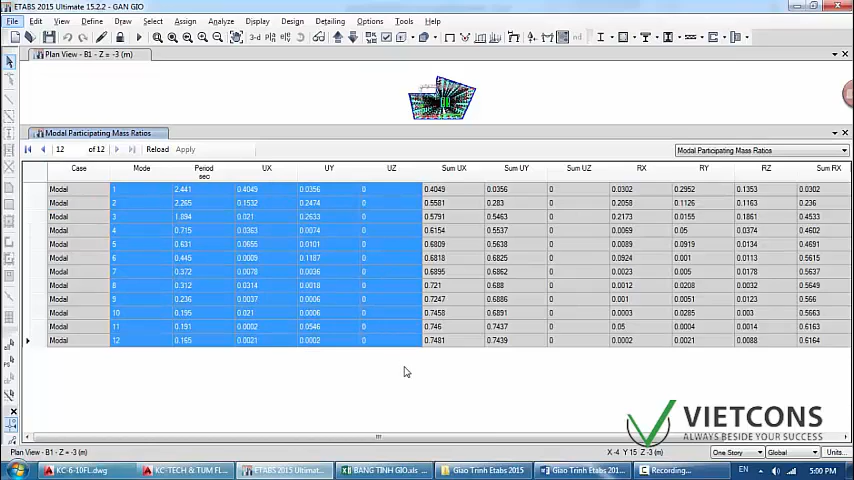 ETABS 2015 Ultimate 15.2.2 - GAN GIO
File Edit View Define Draw Select Assign Analyze Display Design Detailing Options Tools Help
Plan View - B1 - Z = -3 (m)
Modal Participating Mass Ratios
12 of 12 Reload Apply Modal Participating Mass Ratios
Case Mode Period sec UX UY UZ Sum UX Sum UY Sum UZ RX RY RZ Sum RX
Modal 1 2.441 0.4049 0.0356 0 0.4049 0.0356 0 0.0302 0.2952 0.1353 0.0302
Modal 2 2.265 0.1532 0.2474 0 0.5581 0.283 0 0.2058 0.1126 0.1163 0.236
Modal 3 1.894 0.021 0.2633 0 0.5791 0.5463 0 0.2173 0.0155 0.1861 0.4533
Modal 4 0.715 0.0363 0.0074 0 0.6154 0.5537 0 0.0069 0.05 0.0374 0.4602
Modal 5 0.631 0.0655 0.0101 0 0.6809 0.5638 0 0.0089 0.0919 0.0134 0.4691
Modal 6 0.445 0.0009 0.1187 0 0.6818 0.6825 0 0.0924 0.001 0.0113 0.5615
Modal 7 0.372 0.0078 0.0036 0 0.6895 0.6862 0 0.0023 0.005 0.0178 0.5637
Modal 8 0.312 0.0314 0.0018 0 0.721 0.688 0 0.0012 0.0208 0.0032 0.5649
Modal 9 0.236 0.0037 0.0006 0 0.7247 0.6886 0 0.001 0.0051 0.0123 0.566
Modal 10 0.195 0.021 0.0006 0 0.7458 0.6891 0 0.0003 0.0285 0.003 0.5663
Modal 11 0.191 0.0002 0.0546 0 0.746 0.7437 0 0.05 0.0004 0.0014 0.6163
Modal 12 0.165 0.0021 0.0002 0 0.7481 0.7439 0 0.0002 0.0021 0.0088 0.6164
VIETCONS
ALWAYS BESIDE YOUR SUCCESS
Plan View - B1 - Z = -3 (m) X -4 Y 15 Z -3 (m) One Story Global Units...
KC-6-10FL.dwg KC-TECH & TUM FL... ETABS 2015 Ultimat... BANG TINH GIO.xls ... Giao Trinh Etabs 2015 Giao Trinh Etabs 201... Recording... EN 5:00 PM